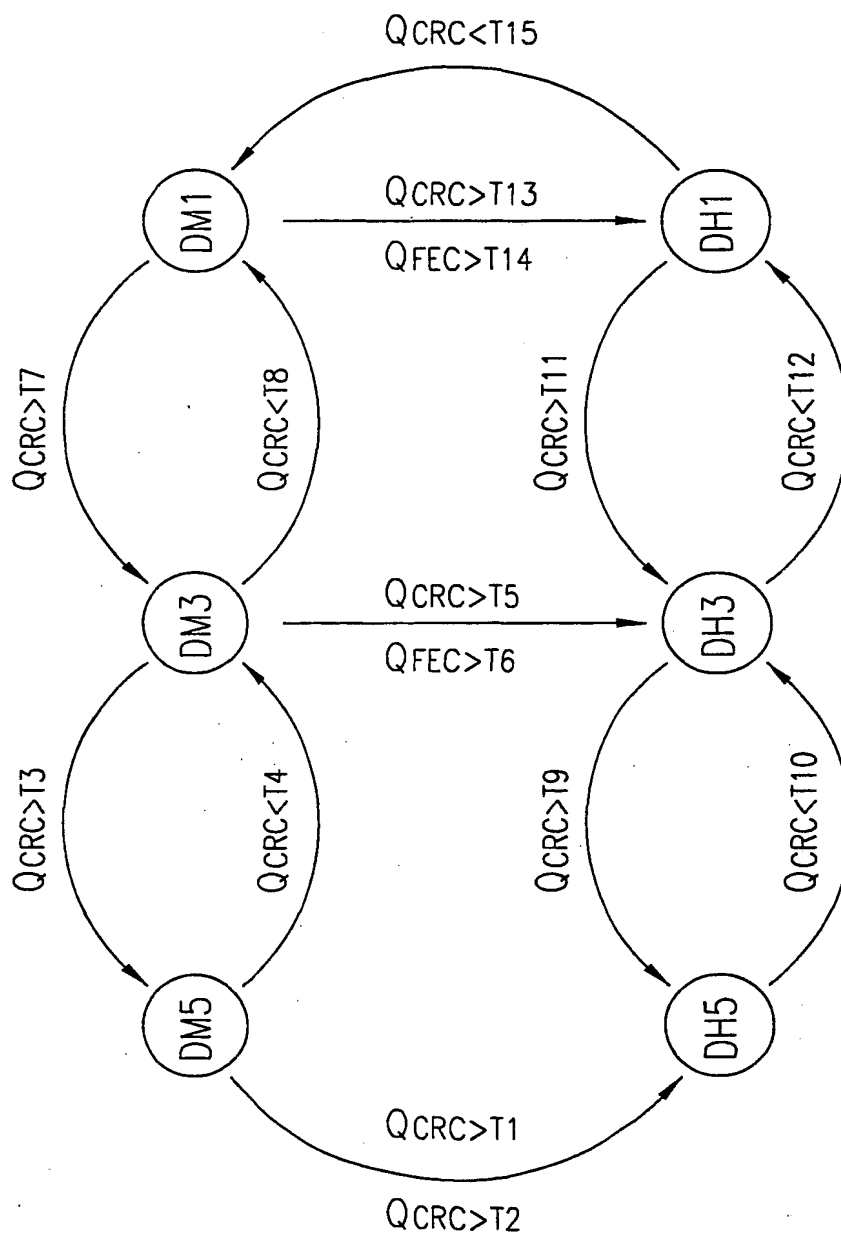 QCRC<T15
DM1
QCRC>T13
DH1
QFEC>T14
QCRC>T7
QCRC<T8
QCRC>T11
QCRC<T12
DM3
QCRC>T5
DH3
QFEC>T6
QCRC>T3
QCRC<T4
QCRC>T9
QCRC<T10
DM5
DH5
QCRC>T1
QCRC>T2